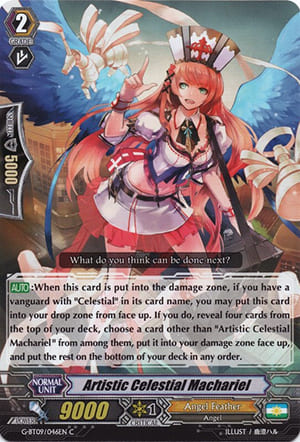 2
GRADE
5000
What do you think can be done next?
AUTO:When this card is put into the damage zone, if you have a
vanguard with "Celestial" in its card name, you may put this card
into your drop zone from face up. If you do, reveal four cards from
the top of your deck, choose a card other than "Artistic Celestial
Machariel" from among them, put it into your damage zone face up,
and put the rest on the bottom of your deck in any order.
NORMAL
UNIT
Artistic Celestial Machariel
POWER
9000
1
CRITICAL
Angel Feather
Angel
G-BT09/046EN C
ILLUST / 鹿澄ハル